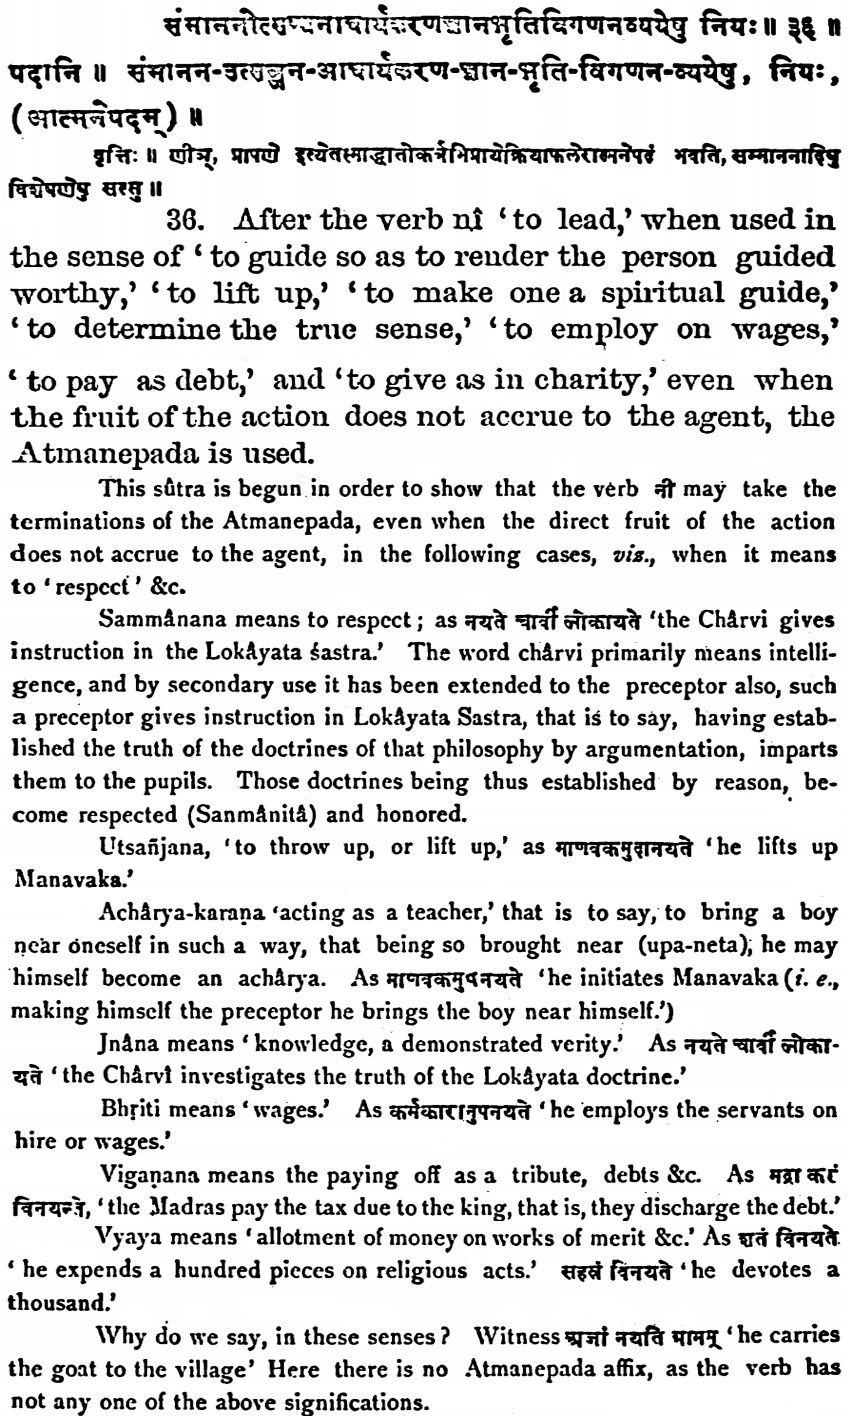 संमाननोत्सञ्जनाचार्यकरणज्ञानभृतिविगणनव्ययेषु नियः॥ ३६ ॥
पदानि ॥ संमानन-उत्सञ्जन-आचार्यकरण-ज्ञान-भृति-विगणन-व्ययेषु, नियः,
(आत्मनेपदम्) ॥
वृत्तिः ॥ णीञ्, प्रापणे इत्येतस्माद्धातोकर्त्रभिप्रायेक्रियाफलेरात्मनेपदं भवति, सम्माननादिषु
विशेषणेषु सत्सु ॥
36. After the verb nî ‘to lead,’ when used in
the sense of ‘to guide so as to render the person guided
worthy,’ ‘to lift up,’ ‘to make one a spiritual guide,’
‘to determine the true sense,’ ‘to employ on wages,’
‘to pay as debt,’ and ‘to give as in charity,’ even when
the fruit of the action does not accrue to the agent, the
Atmanepada is used.
This sûtra is begun in order to show that the verb नी may take the
terminations of the Atmanepada, even when the direct fruit of the action
does not accrue to the agent, in the following cases, vis., when it means
to ‘respect’ &c.
Sammânana means to respect; as नयते चार्वी लोकायते ‘the Chârvi gives
instruction in the Lokâyata śastra.’ The word chârvi primarily means intelli-
gence, and by secondary use it has been extended to the preceptor also, such
a preceptor gives instruction in Lokâyata Sastra, that is to say, having estab-
lished the truth of the doctrines of that philosophy by argumentation, imparts
them to the pupils. Those doctrines being thus established by reason, be-
come respected (Sanmânitâ) and honored.
Utsañjana, ‘to throw up, or lift up,’ as माणवकमुदानयते ‘he lifts up
Manavaka.’
Achârya-karaṇa ‘acting as a teacher,’ that is to say, to bring a boy
near oneself in such a way, that being so brought near (upa-neta), he may
himself become an achârya. As माणवकमुपनयते ‘he initiates Manavaka (i. e.,
making himself the preceptor he brings the boy near himself.’)
Jnâna means ‘knowledge, a demonstrated verity.’ As नयते चार्वी लोका-
यते ‘the Chârvî investigates the truth of the Lokâyata doctrine.’
Bhṛiti means ‘wages.’ As कर्मकारानुपनयते ‘he employs the servants on
hire or wages.’
Vigaṇana means the paying off as a tribute, debts &c. As मद्रा करं
विनयन्ते, ‘the Madras pay the tax due to the king, that is, they discharge the debt.’
Vyaya means ‘allotment of money on works of merit &c.’ As शतं विनयते
‘he expends a hundred pieces on religious acts.’ सहस्रं विनयते ‘he devotes a
thousand.’
Why do we say, in these senses? Witness अजां नयति ग्रामम् ‘he carries
the goat to the village’ Here there is no Atmanepada affix, as the verb has
not any one of the above significations.